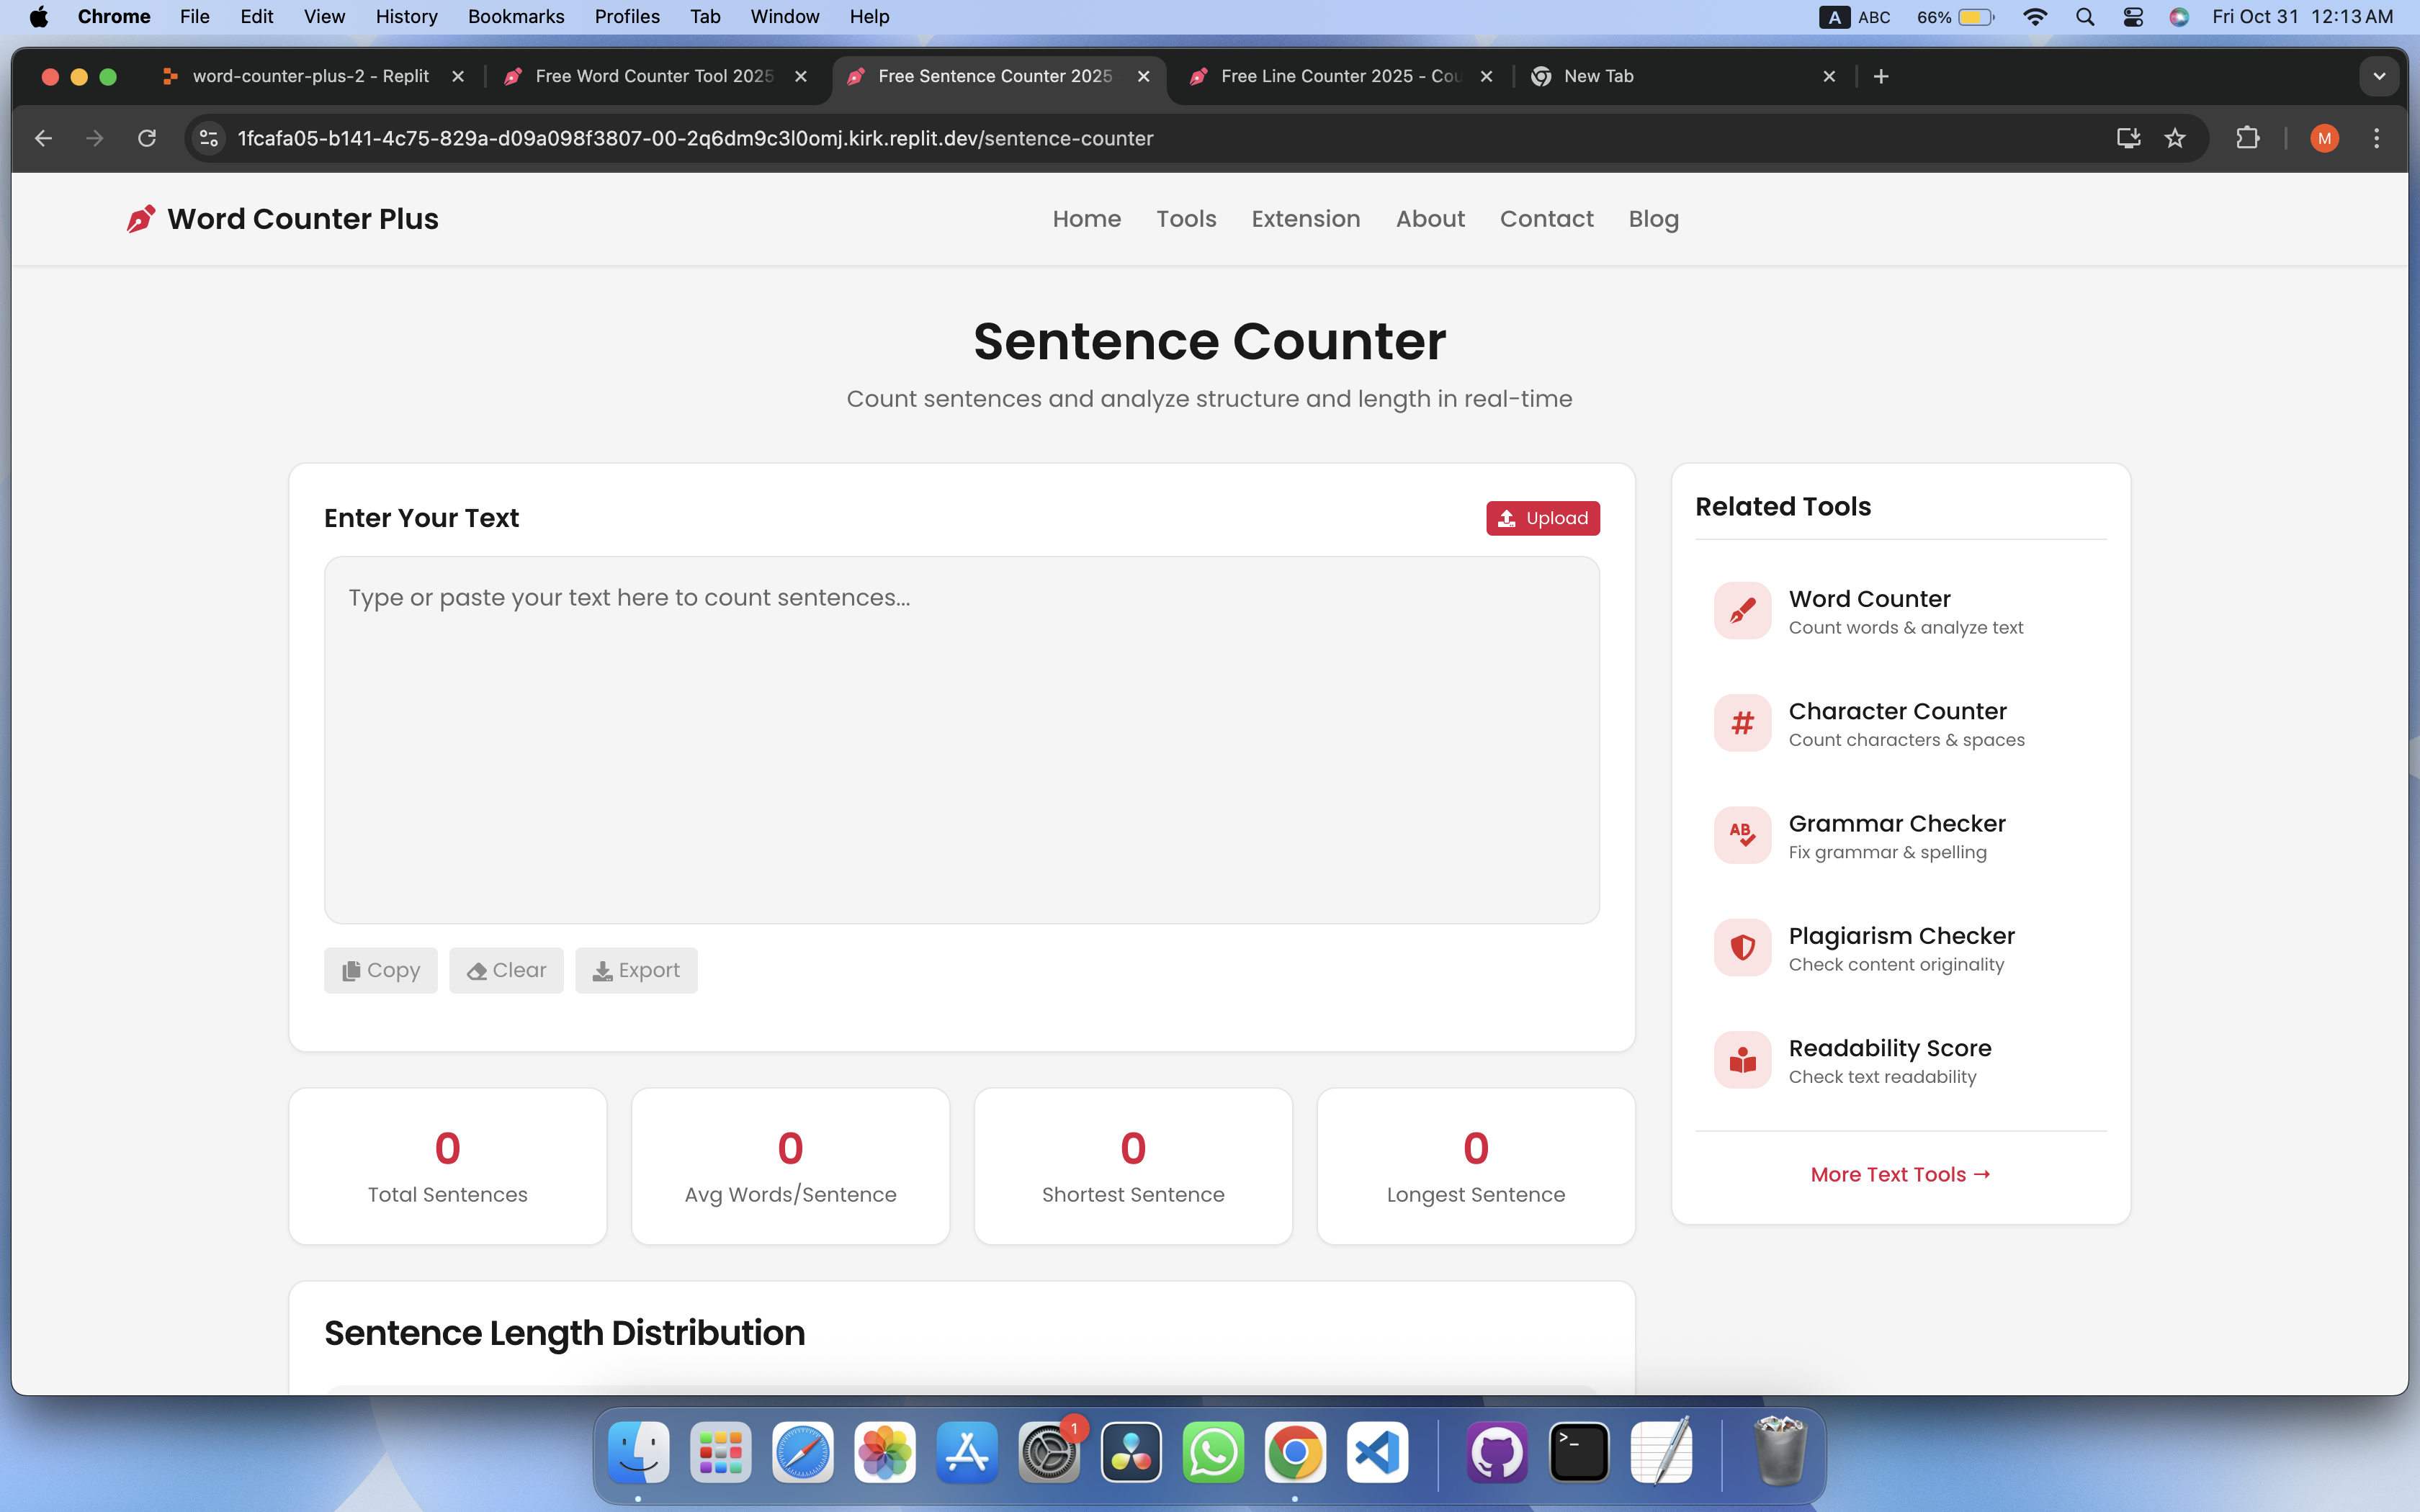 Chrome File Edit View History Bookmarks Profiles Tab Window Help A ABC 66% Fri Oct 31 12:13 AM
word-counter-plus-2 - Replit Free Word Counter Tool 2025 Free Sentence Counter 2025 Free Line Counter 2025 - Cou New Tab
1fcafa05-b141-4c75-829a-d09a098f3807-00-2q6dm9c3l0omj.kirk.replit.dev/sentence-counter M
Word Counter Plus Home Tools Extension About Contact Blog
Sentence Counter
Count sentences and analyze structure and length in real-time
Enter Your Text Upload
Type or paste your text here to count sentences...
Copy Clear Export
0 0 0 0
Total Sentences Avg Words/Sentence Shortest Sentence Longest Sentence
Sentence Length Distribution
Related Tools
Word Counter
Count words & analyze text
#
Character Counter
Count characters & spaces
AB
Grammar Checker
Fix grammar & spelling
Plagiarism Checker
Check content originality
Readability Score
Check text readability
More Text Tools →
1
>_